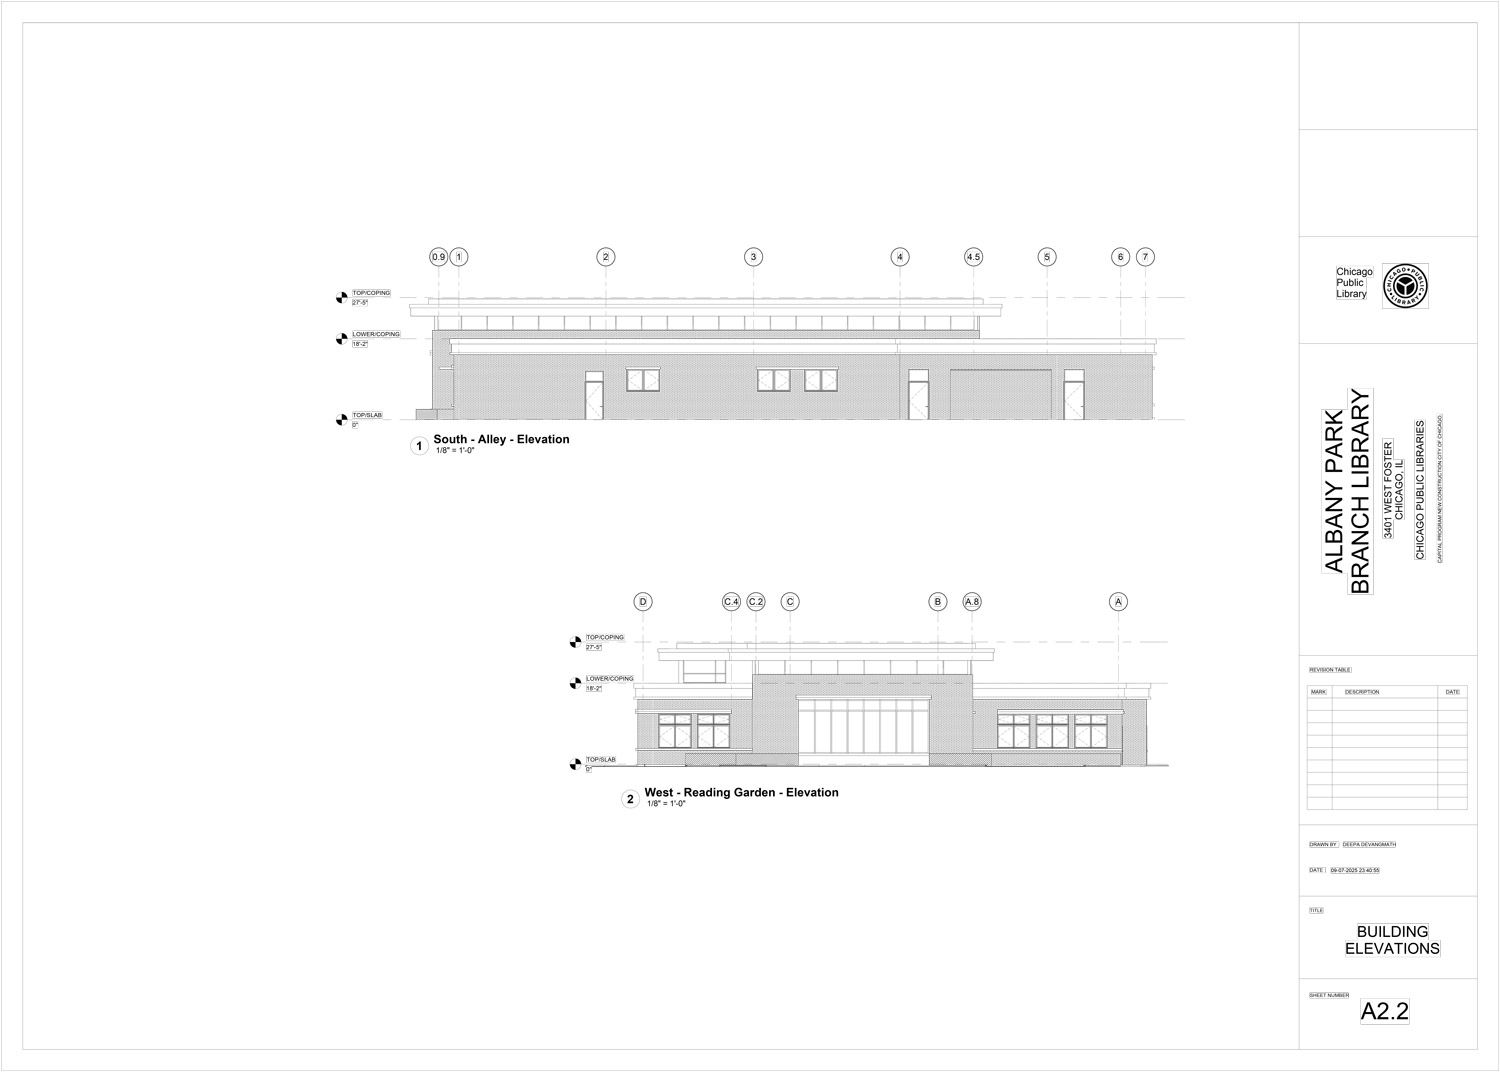 0.9 1 2 3 4 4.5 5 6 7
TOP/COPING
27'-5"
LOWER/COPING
18'-2"
TOP/SLAB
0"
1 South - Alley - Elevation
1/8" = 1'-0"
D C.4 C.2 C B A.8 A
TOP/COPING
27'-5"
LOWER/COPING
18'-2"
TOP/SLAB
0"
2 West - Reading Garden - Elevation
1/8" = 1'-0"
Chicago
Public
Library
CHICAGO PUBLIC LIBRARY
ALBANY PARK
BRANCH LIBRARY
3401 WEST FOSTER
CHICAGO, IL
CHICAGO PUBLIC LIBRARIES
CAPITAL PROGRAM NEW CONSTRUCTION CITY OF CHICAGO.
REVISION TABLE
MARK DESCRIPTION DATE
DRAWN BY : DEEPA DEVANGMATH
DATE : 09-07-2025 23:40:55
TITLE
BUILDING
ELEVATIONS
SHEET NUMBER
A2.2